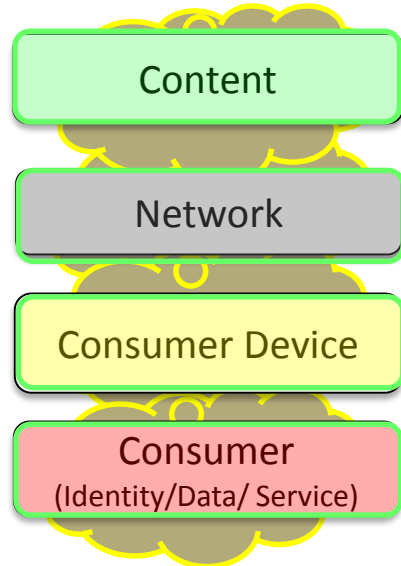 Content
Network
Consumer Device
Consumer
(Identity/Data/ Service)